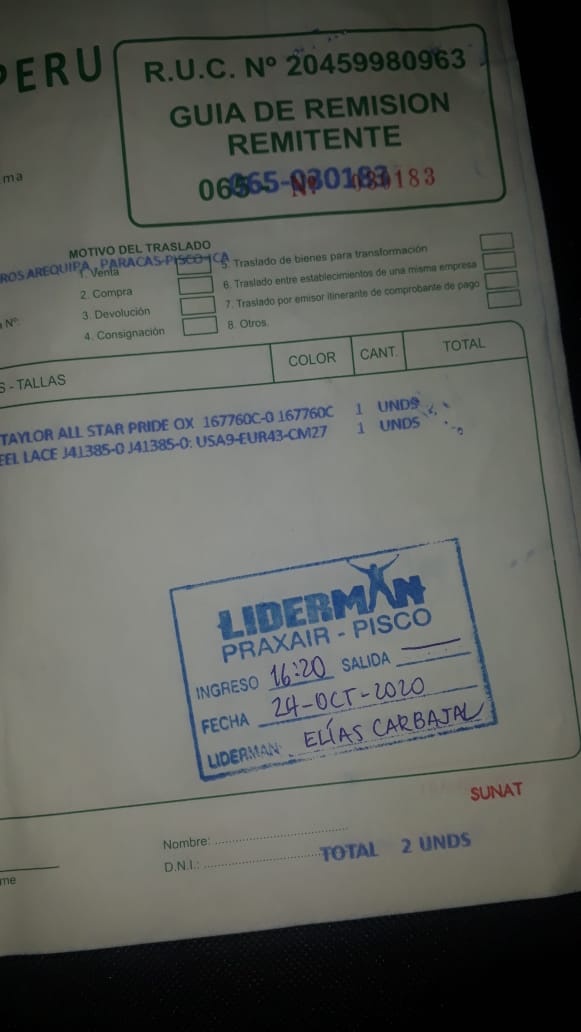 PERU
R.U.C. Nº 20459980963
GUIA DE REMISION
REMITENTE
065- Nº 030183
065-030183
ma
MOTIVO DEL TRASLADO
ROS AREQUIPA, PARACAS-PISCO-ICA
1. Venta
2. Compra
3. Devolución
4. Consignación
5. Traslado de bienes para transformación
6. Traslado entre establecimientos de una misma empresa
7. Traslado por emisor itinerante de comprobante de pago
8. Otros.
Nº:
S - TALLAS
COLOR
CANT.
TOTAL
TAYLOR ALL STAR PRIDE OX 167760C-0 167760C 1 UNDS
EEL LACE J41385-0 J41385-0: USA9-EUR43-CM27 1 UNDS
LIDERMAN
PRAXAIR - PISCO
INGRESO 16:20 SALIDA
FECHA 24-OCT-2020
LIDERMAN: ELÍAS CARBAJAL
SUNAT
Nombre:
D.N.I.:
TOTAL 2 UNDS
me